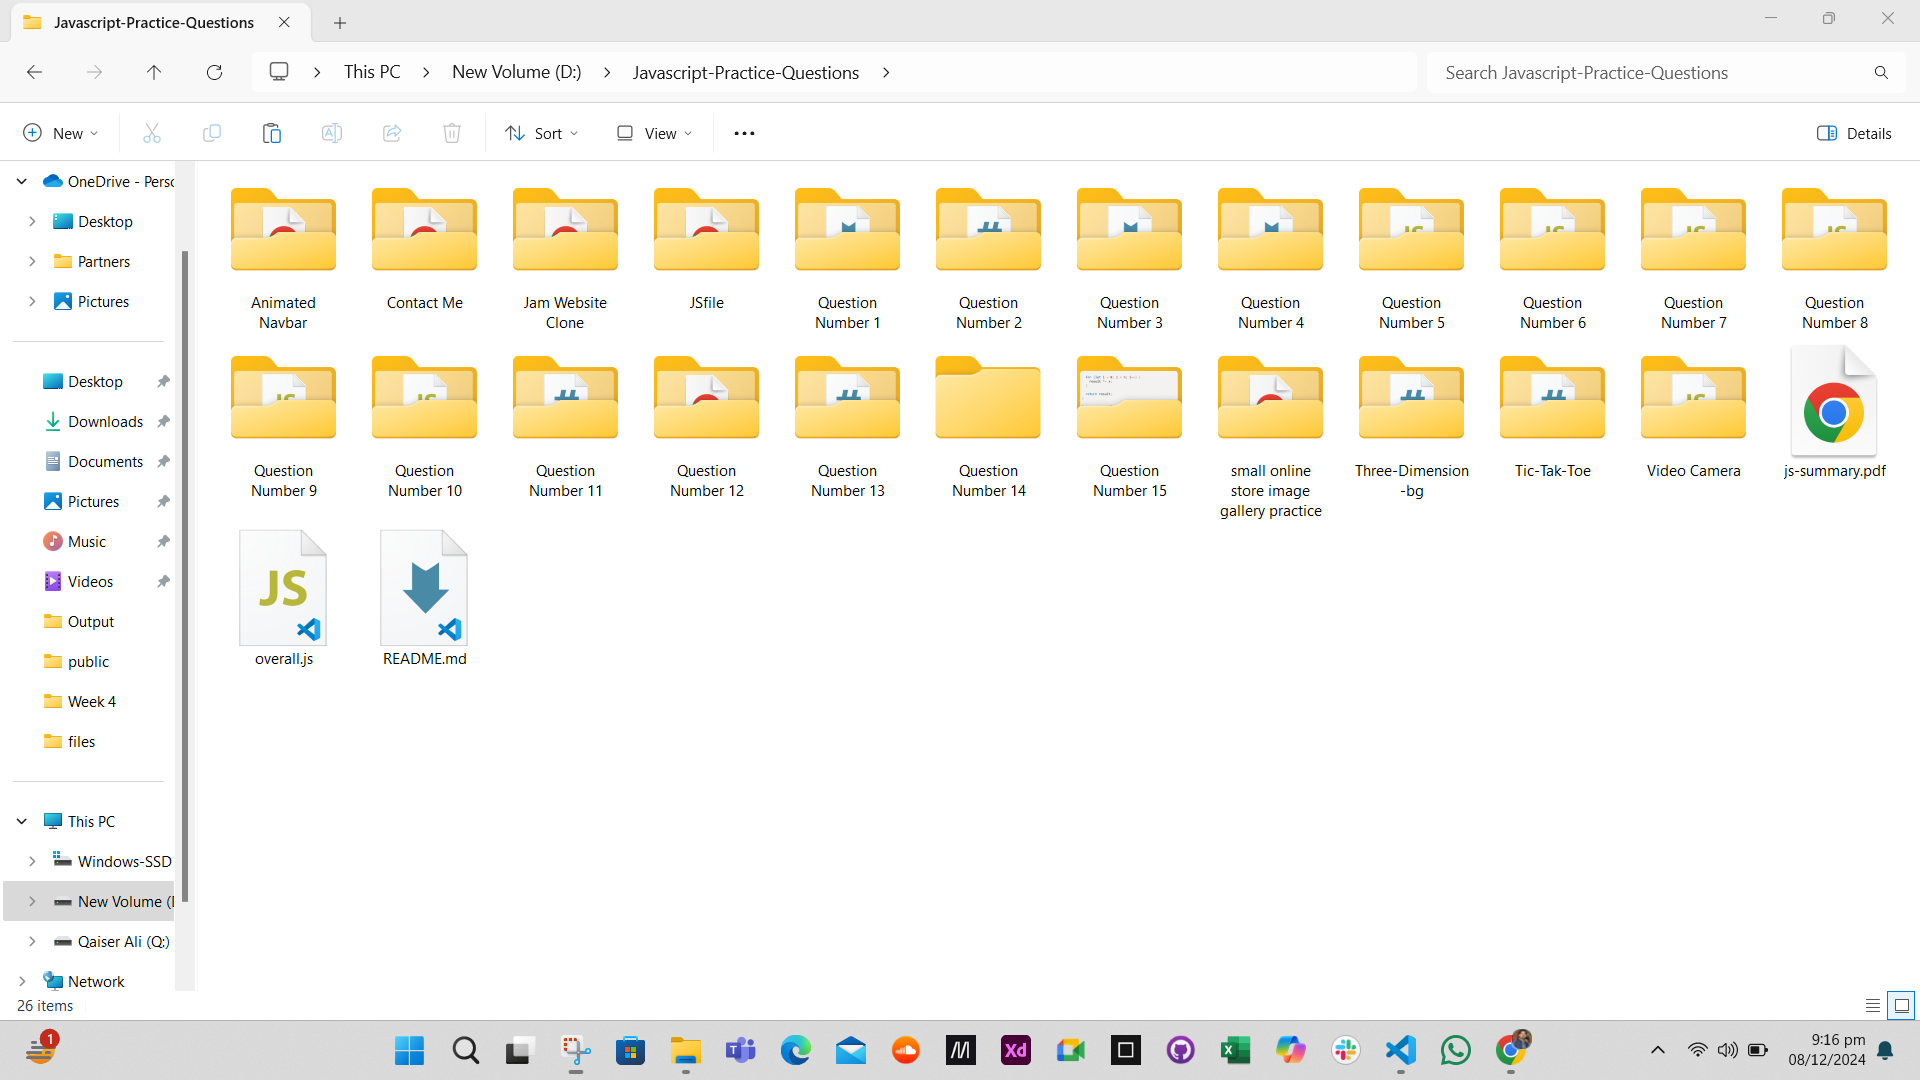 Javascript-Practice-Questions
This PC
New Volume (D:)
Javascript-Practice-Questions
Search Javascript-Practice-Questions
New
Sort
View
Details
OneDrive - Perso
Desktop
Partners
Pictures
Desktop
Downloads
Documents
Pictures
Music
Videos
Output
public
Week 4
files
This PC
Windows-SSD
New Volume (D
Qaiser Ali (Q:)
Network
Animated
Navbar
Contact Me
Jam Website
Clone
JSfile
Question
Number 1
Question
Number 2
Question
Number 3
Question
Number 4
Question
Number 5
Question
Number 6
Question
Number 7
Question
Number 8
Question
Number 9
Question
Number 10
Question
Number 11
Question
Number 12
Question
Number 13
Question
Number 14
Question
Number 15
small online
store image
gallery practice
Three-Dimension
-bg
Tic-Tak-Toe
Video Camera
js-summary.pdf
JS
overall.js
README.md
26 items
1
Xd
9:16 pm
08/12/2024